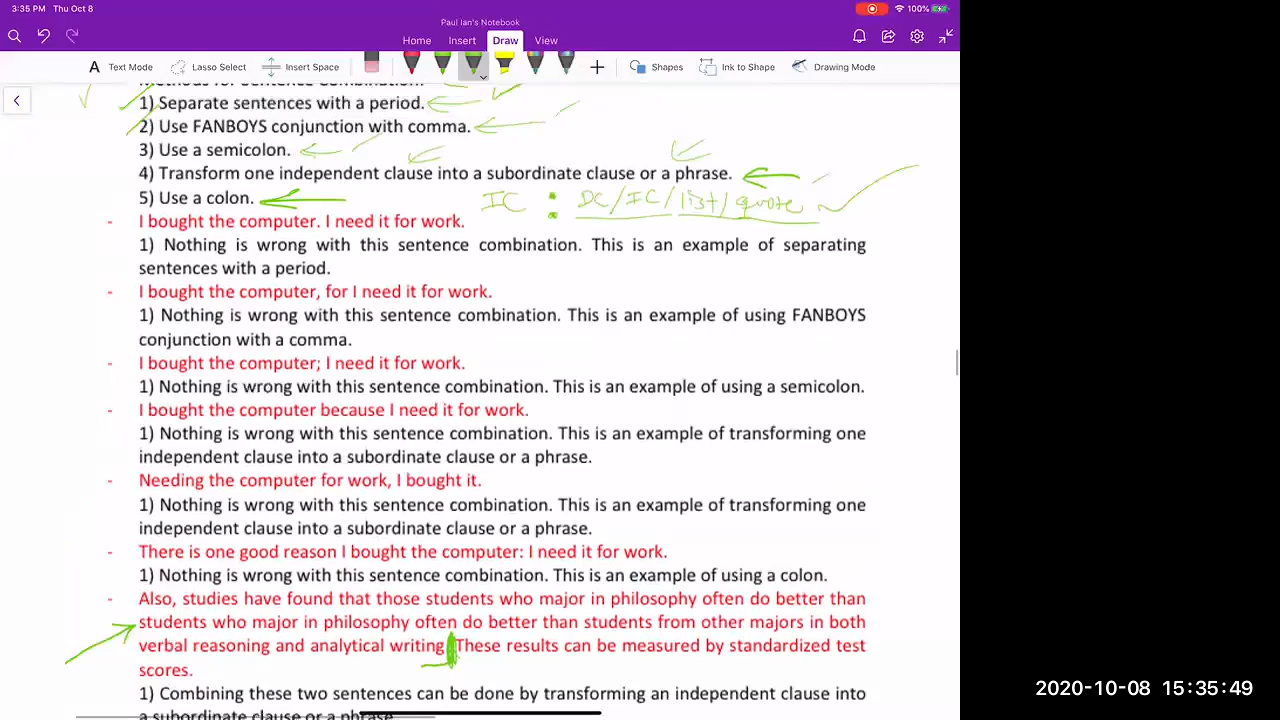 3:35 PM Thu Oct 8
100%
Paul Ian's Notebook
Home Insert Draw View
Text Mode Lasso Select Insert Space Shapes Ink to Shape Drawing Mode
Methods for Sentence Combination:
1) Separate sentences with a period.
2) Use FANBOYS conjunction with comma.
3) Use a semicolon.
4) Transform one independent clause into a subordinate clause or a phrase.
5) Use a colon. IC : DC/IC/list/quote
- I bought the computer. I need it for work.
1) Nothing is wrong with this sentence combination. This is an example of separating
sentences with a period.
- I bought the computer, for I need it for work.
1) Nothing is wrong with this sentence combination. This is an example of using FANBOYS
conjunction with a comma.
- I bought the computer; I need it for work.
1) Nothing is wrong with this sentence combination. This is an example of using a semicolon.
- I bought the computer because I need it for work.
1) Nothing is wrong with this sentence combination. This is an example of transforming one
independent clause into a subordinate clause or a phrase.
- Needing the computer for work, I bought it.
1) Nothing is wrong with this sentence combination. This is an example of transforming one
independent clause into a subordinate clause or a phrase.
- There is one good reason I bought the computer: I need it for work.
1) Nothing is wrong with this sentence combination. This is an example of using a colon.
- Also, studies have found that those students who major in philosophy often do better than
students who major in philosophy often do better than students from other majors in both
verbal reasoning and analytical writing These results can be measured by standardized test
scores.
1) Combining these two sentences can be done by transforming an independent clause into
a subordinate clause or a phrase.
2020-10-08 15:35:49